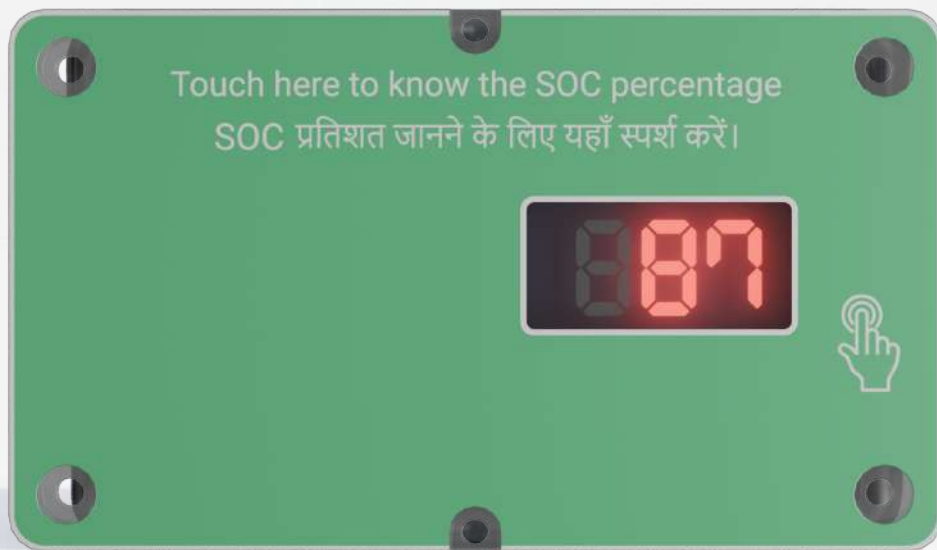 Touch here to know the SOC percentage
SOC प्रतिशत जानने के लिए यहाँ स्पर्श करें।
87